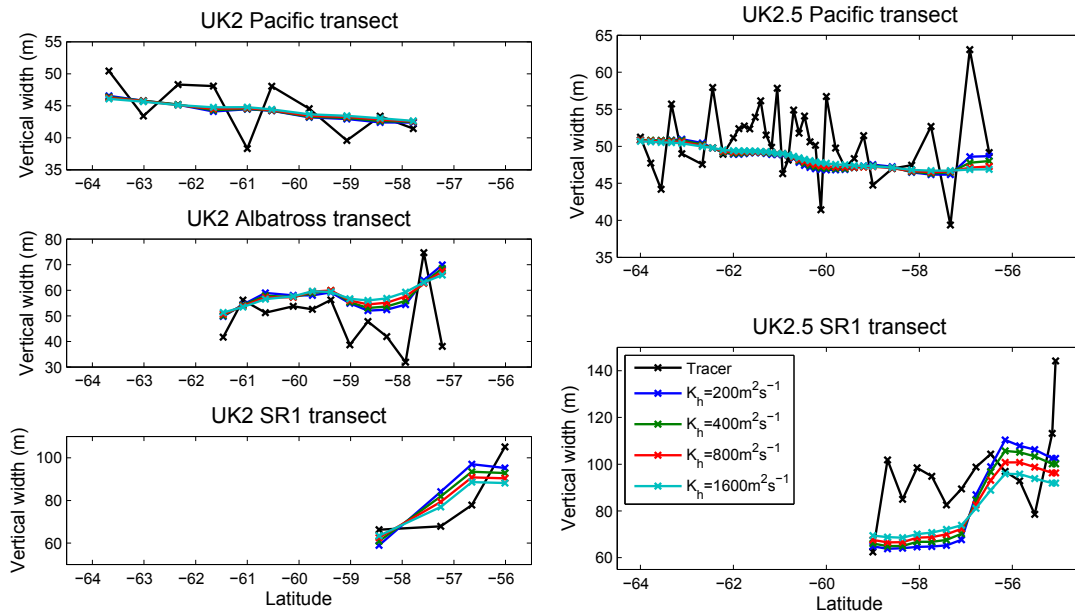 UK2 Pacific transect
Vertical width (m)
55
50
45
40
35
−64 −63 −62 −61 −60 −59 −58 −57 −56
UK2 Albatross transect
Vertical width (m)
80
70
60
50
40
30
−64 −63 −62 −61 −60 −59 −58 −57 −56
UK2 SR1 transect
Vertical width (m)
100
80
60
−64 −63 −62 −61 −60 −59 −58 −57 −56
Latitude
UK2.5 Pacific transect
Vertical width (m)
65
60
55
50
45
40
35
−64 −62 −60 −58 −56
UK2.5 SR1 transect
Vertical width (m)
140
120
100
80
60
Tracer
K_h=200m²s⁻¹
K_h=400m²s⁻¹
K_h=800m²s⁻¹
K_h=1600m²s⁻¹
−64 −62 −60 −58 −56
Latitude